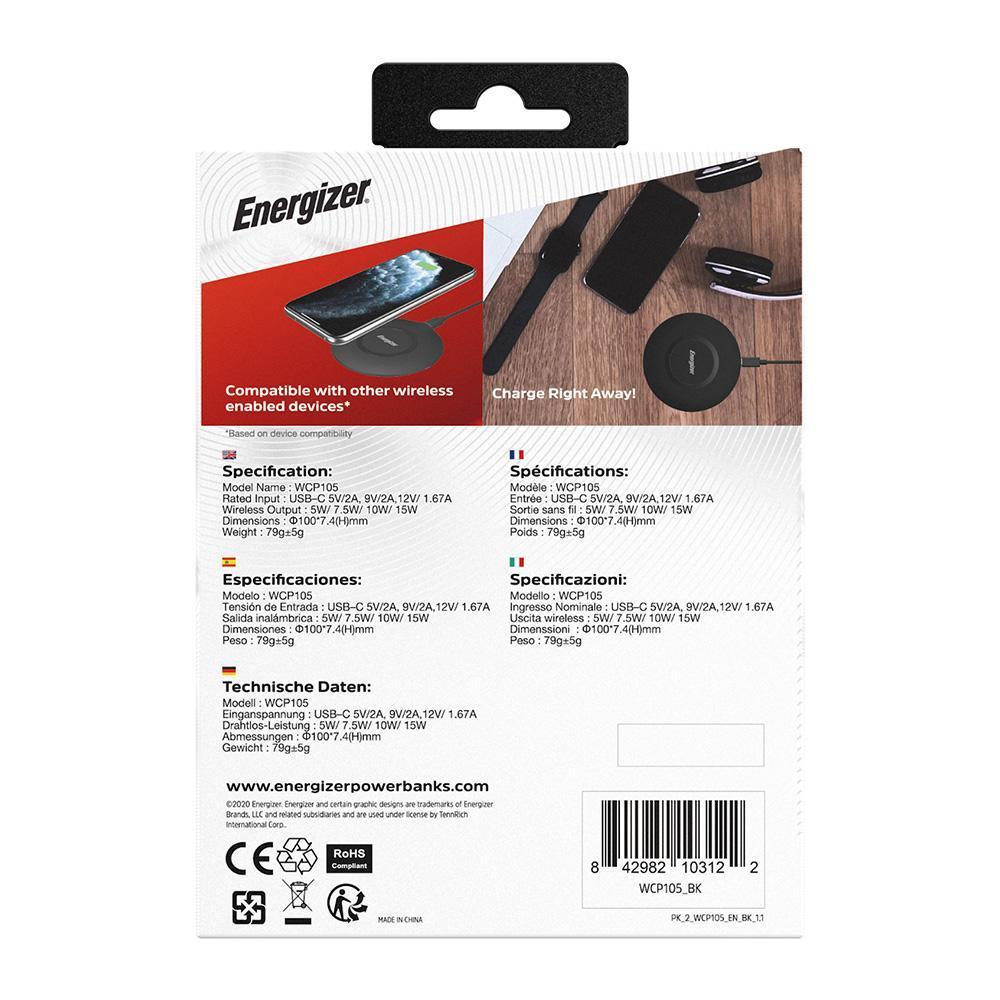 Energizer®
Compatible with other wireless
enabled devices*
Energizer
Charge Right Away!
Energizer
*Based on device compatibility
Specification:
Model Name : WCP105
Rated Input : USB–C 5V/2A, 9V/2A,12V/ 1.67A
Wireless Output : 5W/ 7.5W/ 10W/ 15W
Dimensions : Φ100*7.4(H)mm
Weight : 79g±5g
Spécifications:
Modèle : WCP105
Entrée : USB–C 5V/2A, 9V/2A,12V/ 1.67A
Sortie sans fil : 5W/ 7.5W/ 10W/ 15W
Dimensions : Φ100*7.4(H)mm
Poids : 79g±5g
Especificaciones:
Modelo : WCP105
Tensión de Entrada : USB–C 5V/2A, 9V/2A,12V/ 1.67A
Salida inalámbrica : 5W/ 7.5W/ 10W/ 15W
Dimensiones : Φ100*7.4(H)mm
Peso : 79g±5g
Specificazioni:
Modello : WCP105
Ingresso Nominale : USB–C 5V/2A, 9V/2A,12V/ 1.67A
Uscita wireless : 5W/ 7.5W/ 10W/ 15W
Dimenssioni : Φ100*7.4(H)mm
Peso : 79g±5g
Technische Daten:
Modell : WCP105
Einganspannung : USB–C 5V/2A, 9V/2A,12V/ 1.67A
Drahtlos-Leistung : 5W/ 7.5W/ 10W/ 15W
Abmessungen : Φ100*7.4(H)mm
Gewicht : 79g±5g
www.energizerpowerbanks.com
©2020 Energizer. Energizer and certain graphic designs are trademarks of Energizer
Brands, LLC and related subsidiaries and are used under license by TennRich
International Corp..
CE
RoHS
Compliant
MADE IN CHINA
8 42982 10312 2
WCP105_BK
PK_2_WCP105_EN_BK_1.1